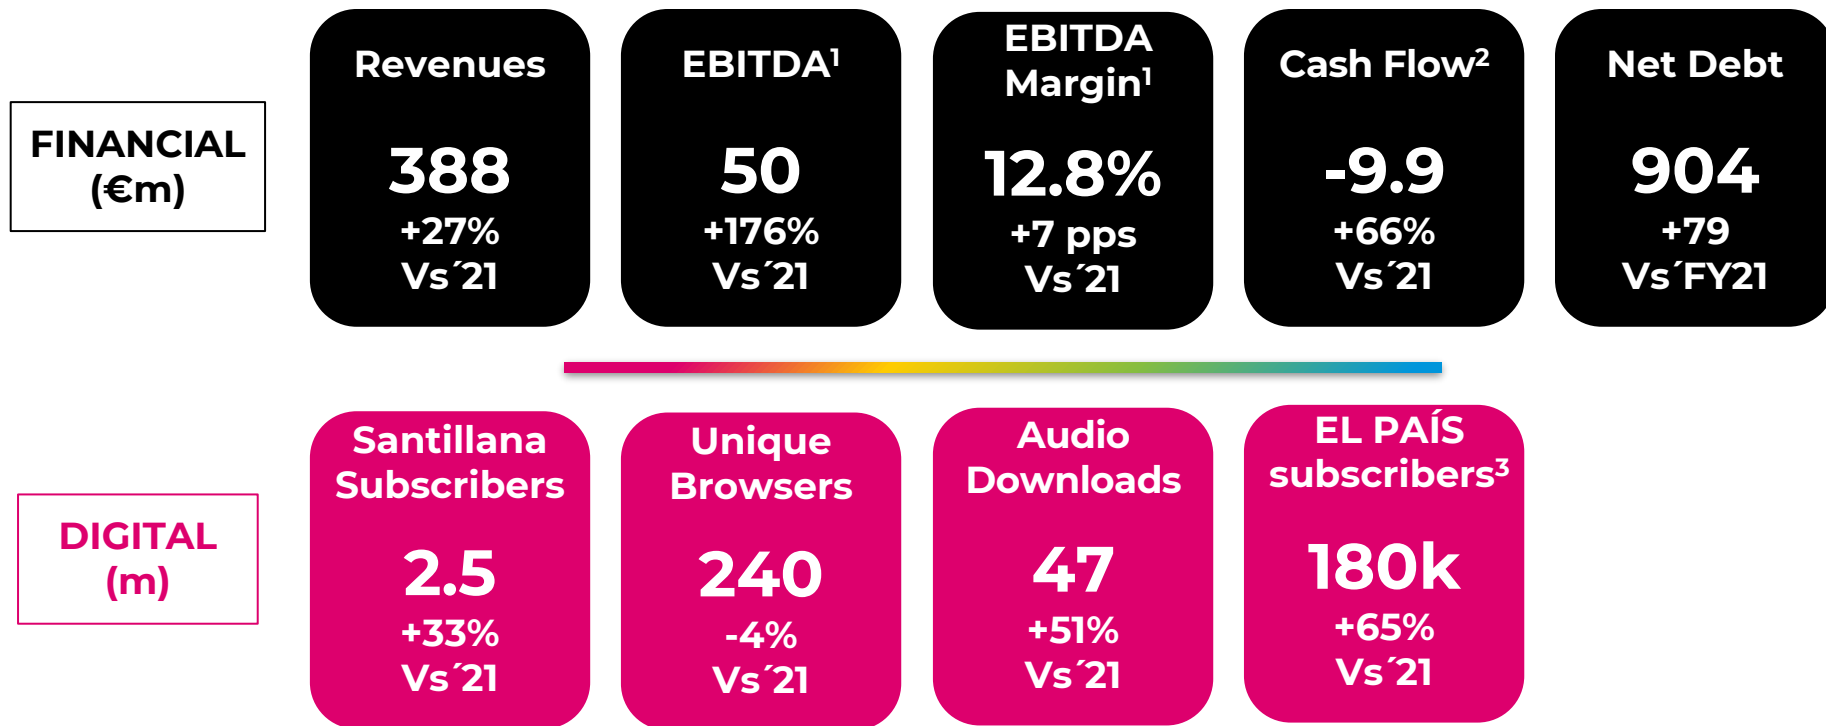 FINANCIAL
(€m)
Revenues
388
+27%
Vs´21
EBITDA¹
50
+176%
Vs´21
EBITDA
Margin¹
12.8%
+7 pps
Vs´21
Cash Flow²
-9.9
+66%
Vs´21
Net Debt
904
+79
Vs´FY21
DIGITAL
(m)
Santillana
Subscribers
2.5
+33%
Vs´21
Unique
Browsers
240
-4%
Vs´21
Audio
Downloads
47
+51%
Vs´21
EL PAÍS
subscribers³
180k
+65%
Vs´21